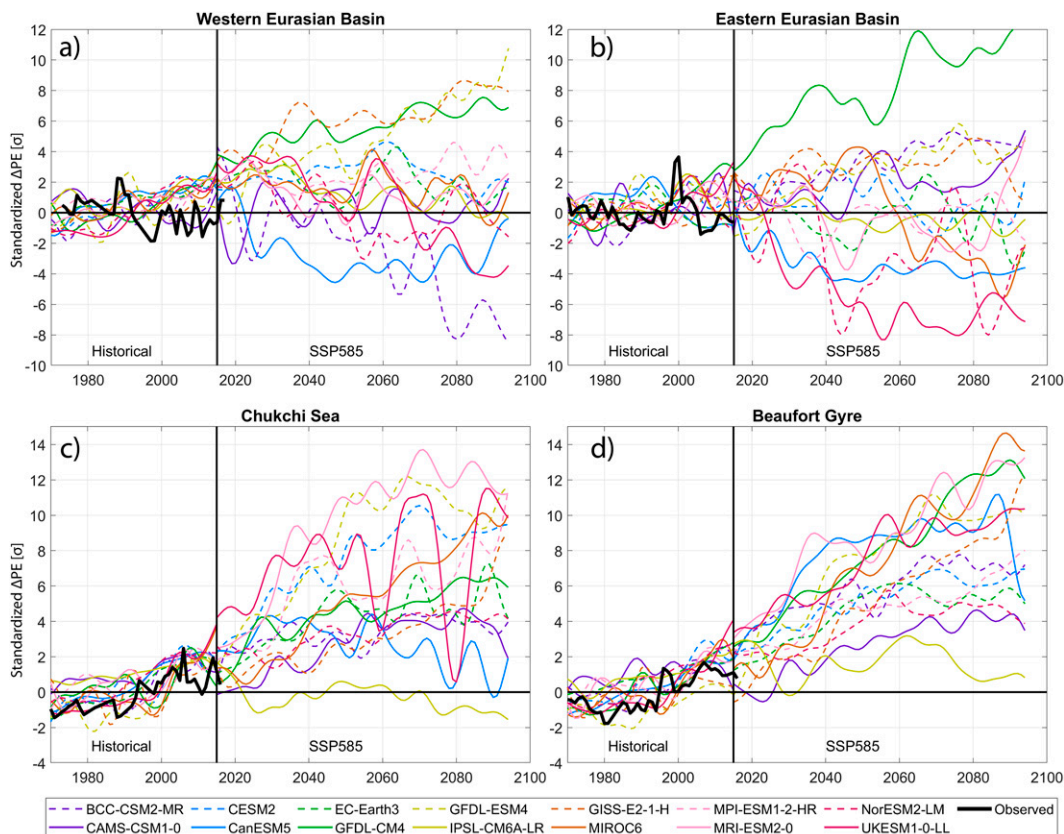 Western Eurasian Basin
Eastern Eurasian Basin
a)
b)
Standardized ΔPE [σ]
12
10
8
6
4
2
0
-2
-4
-6
-8
-10
Historical
SSP585
1980 2000 2020 2040 2060 2080 2100
12
10
8
6
4
2
0
-2
-4
-6
-8
-10
Historical
SSP585
1980 2000 2020 2040 2060 2080 2100
Chukchi Sea
Beaufort Gyre
c)
d)
Standardized ΔPE [σ]
14
12
10
8
6
4
2
0
-2
-4
Historical
SSP585
1980 2000 2020 2040 2060 2080 2100
14
12
10
8
6
4
2
0
-2
-4
Historical
SSP585
1980 2000 2020 2040 2060 2080 2100
BCC-CSM2-MR CESM2 EC-Earth3 GFDL-ESM4 GISS-E2-1-H MPI-ESM1-2-HR NorESM2-LM Observed
CAMS-CSM1-0 CanESM5 GFDL-CM4 IPSL-CM6A-LR MIROC6 MRI-ESM2-0 UKESM1-0-LL